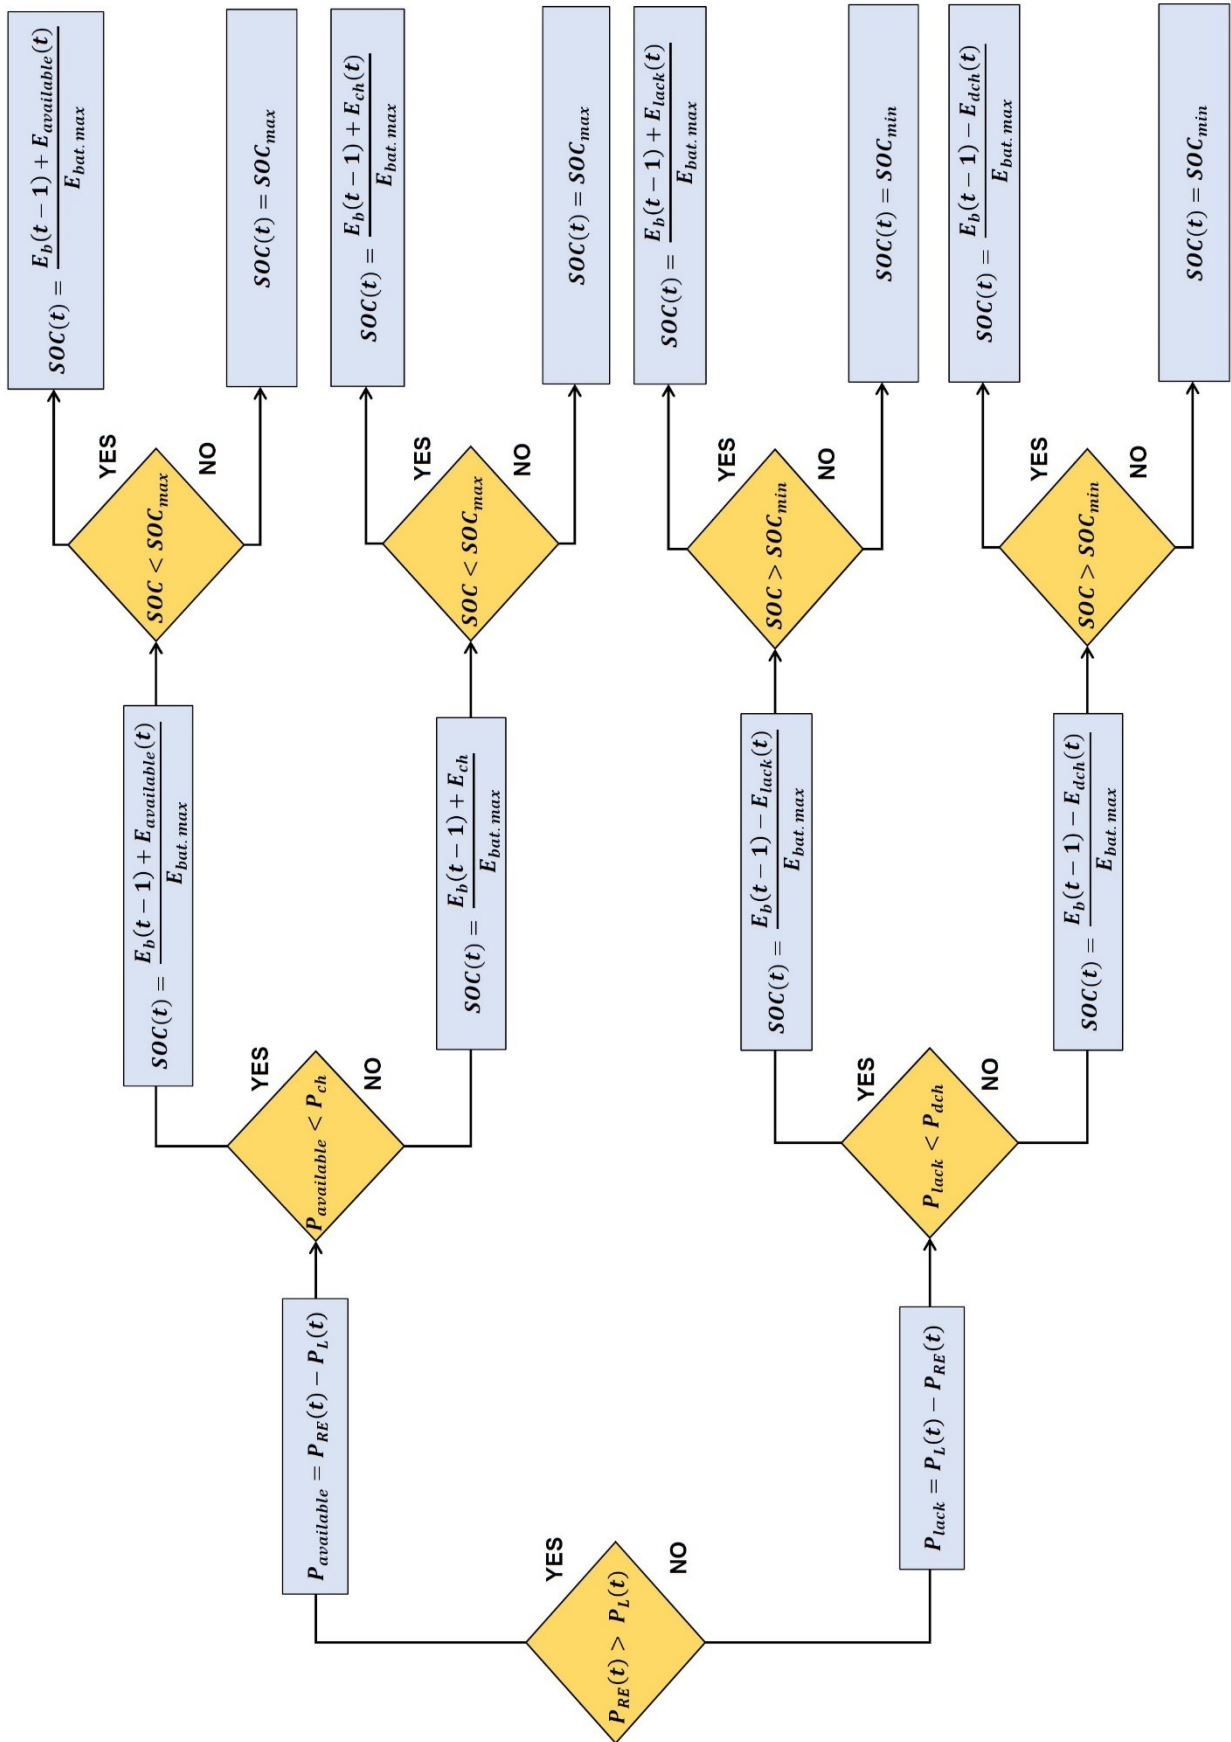 P_RE(t) > P_L(t)
YES
NO
P_available = P_RE(t) − P_L(t)
P_lack = P_L(t) − P_RE(t)
P_available < P_ch
YES
NO
P_lack < P_dch
YES
NO
SOC(t) = (E_b(t − 1) + E_available(t)) / E_bat.max
SOC(t) = (E_b(t − 1) + E_ch) / E_bat.max
SOC(t) = (E_b(t − 1) − E_lack(t)) / E_bat.max
SOC(t) = (E_b(t − 1) − E_dch(t)) / E_bat.max
SOC < SOC_max
YES
NO
SOC < SOC_max
YES
NO
SOC > SOC_min
YES
NO
SOC > SOC_min
YES
NO
SOC(t) = (E_b(t − 1) + E_available(t)) / E_bat.max
SOC(t) = SOC_max
SOC(t) = (E_b(t − 1) + E_ch(t)) / E_bat.max
SOC(t) = SOC_max
SOC(t) = (E_b(t − 1) + E_lack(t)) / E_bat.max
SOC(t) = SOC_min
SOC(t) = (E_b(t − 1) − E_dch(t)) / E_bat.max
SOC(t) = SOC_min